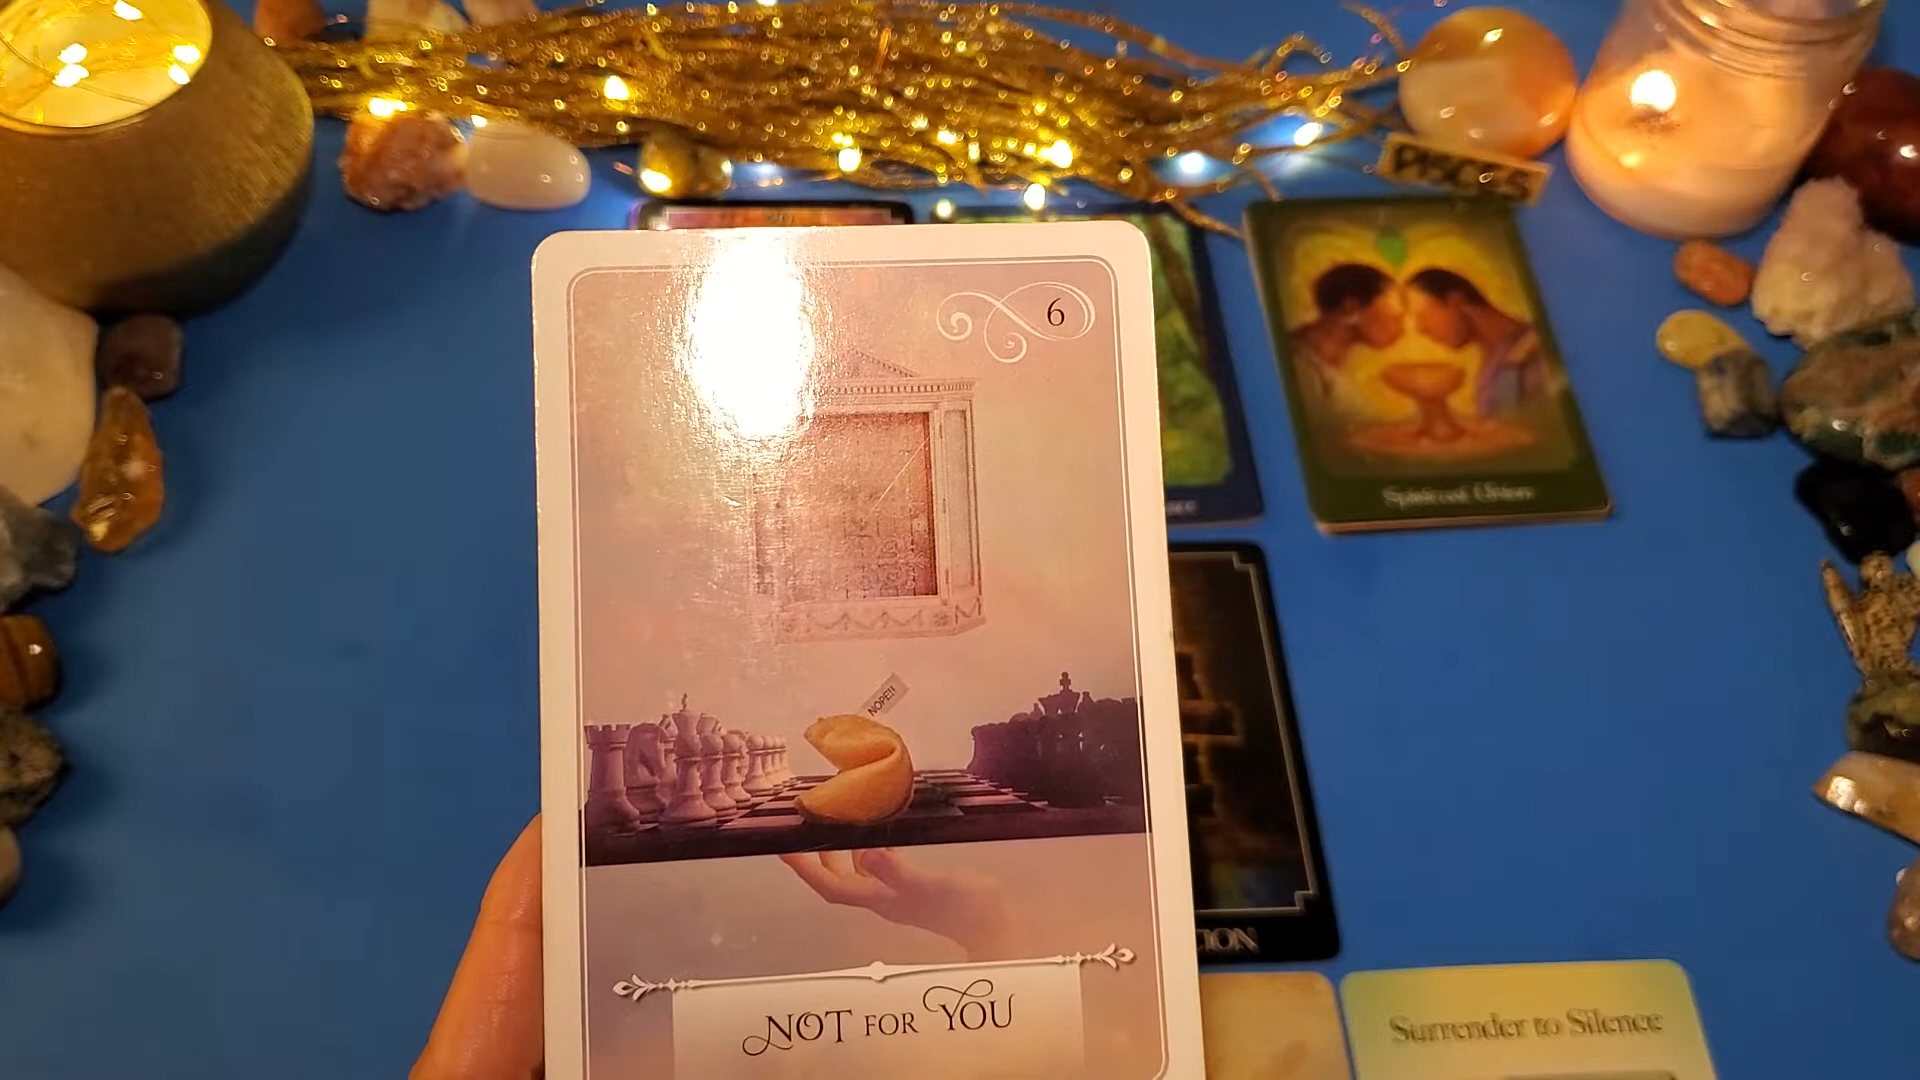 PISCES
6
Spiritual Union
NOPE!!
NOT FOR YOU
Surrender to Silence